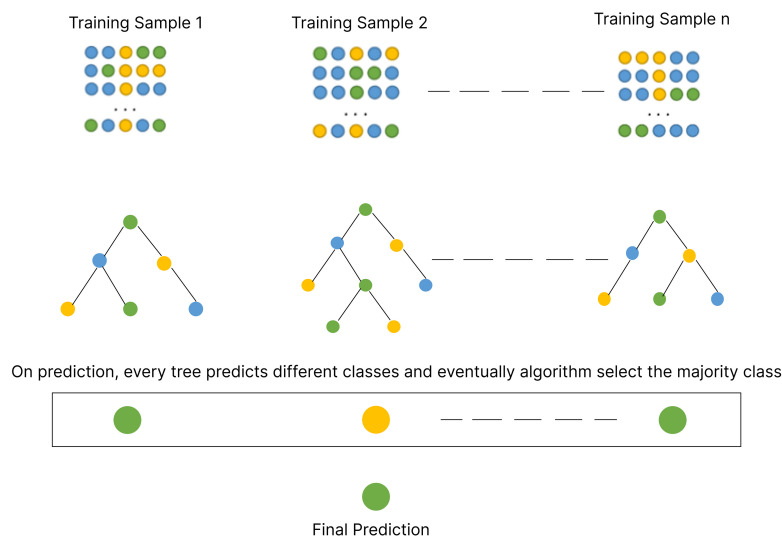 Training Sample 1
Training Sample 2
Training Sample n
...
...
...
On prediction, every tree predicts different classes and eventually algorithm select the majority class
Final Prediction